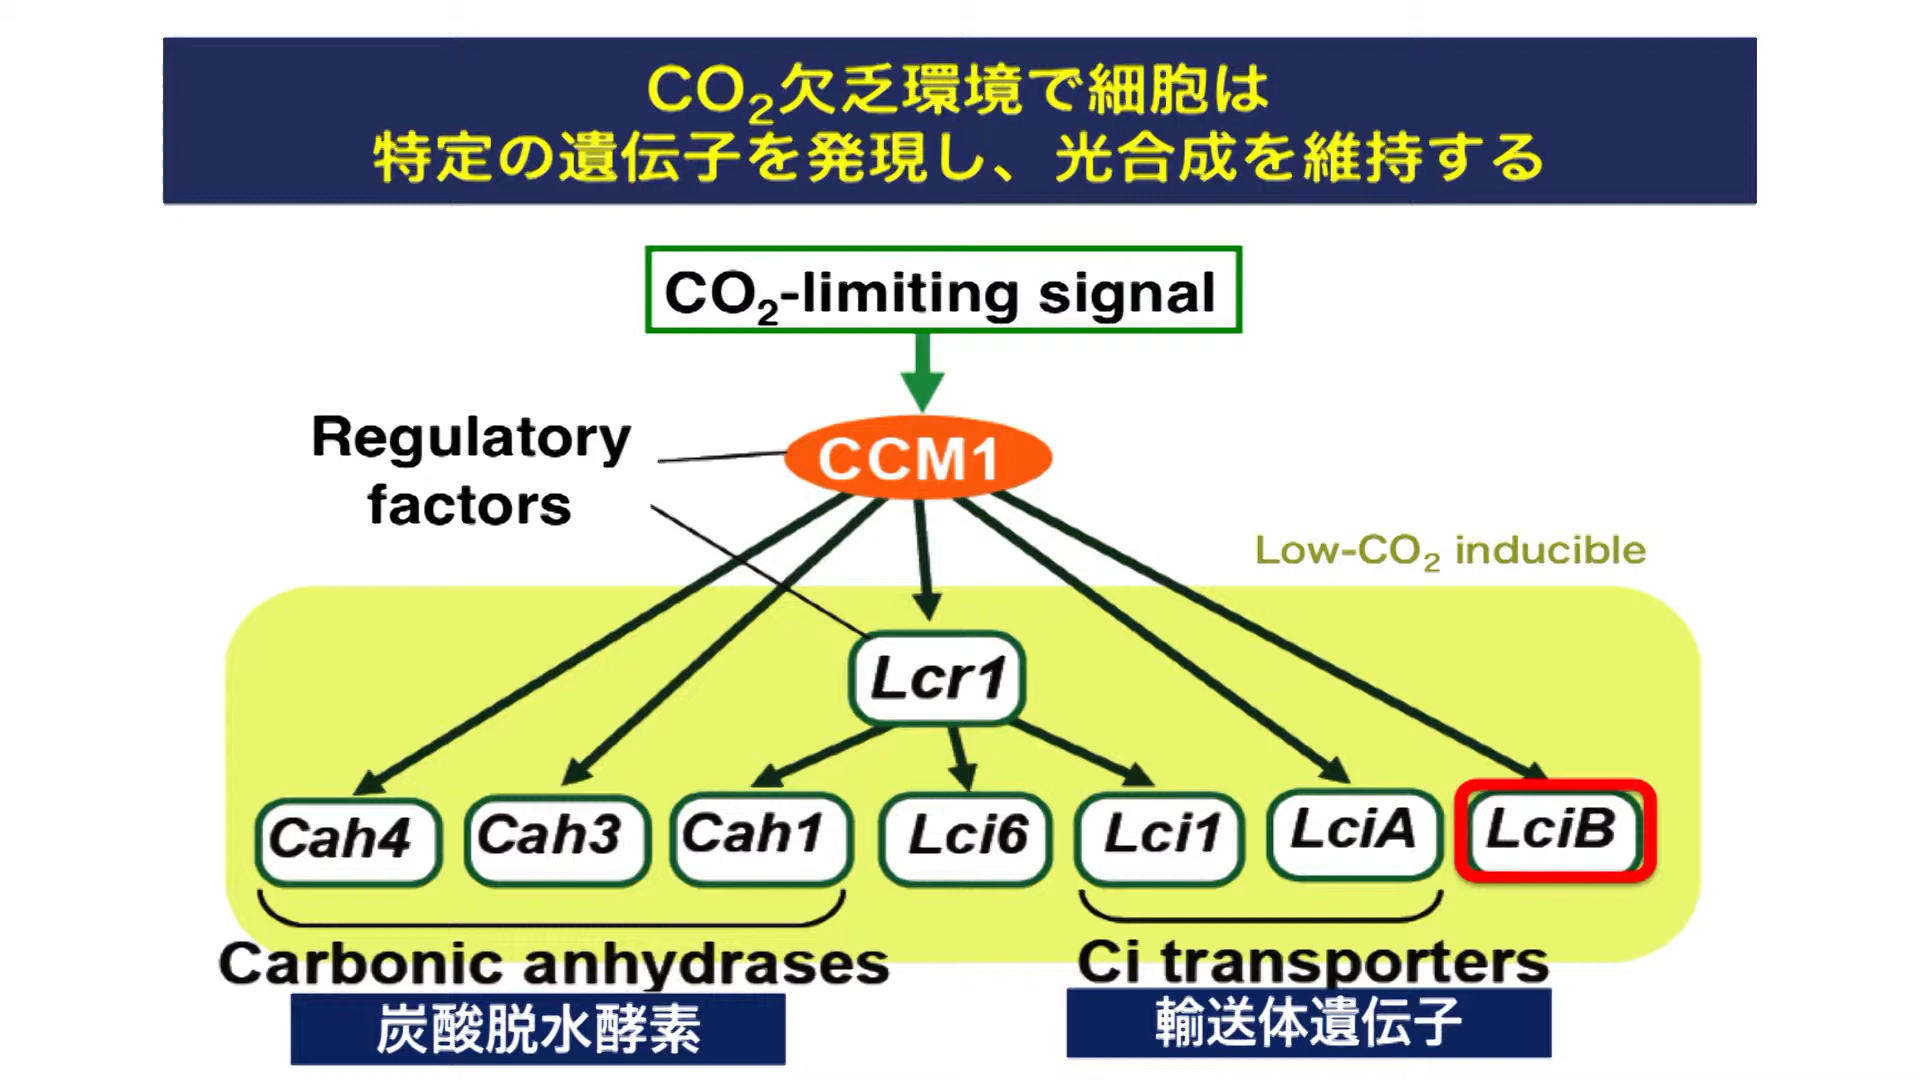 CO₂欠乏環境で細胞は
特定の遺伝子を発現し、光合成を維持する
CO₂-limiting signal
Regulatory
factors
CCM1
Low-CO₂ inducible
Lcr1
Cah4
Cah3
Cah1
Lci6
Lci1
LciA
LciB
Carbonic anhydrases
Ci transporters
炭酸脱水酵素
輸送体遺伝子